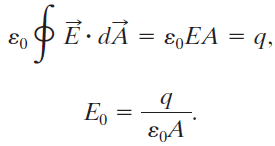 ε₀ ∮ E⃗ · dA⃗ = ε₀EA = q,
E₀ = q / ε₀A.